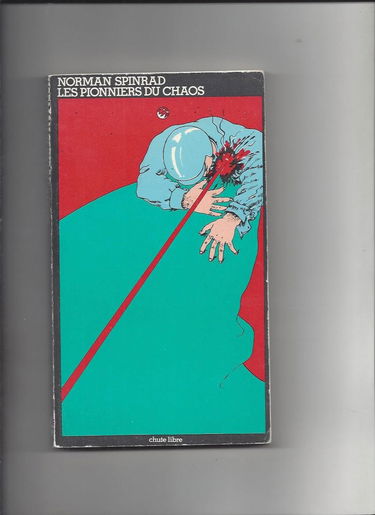 NORMAN SPINRAD
LES PIONNIERS DU CHAOS
chute libre